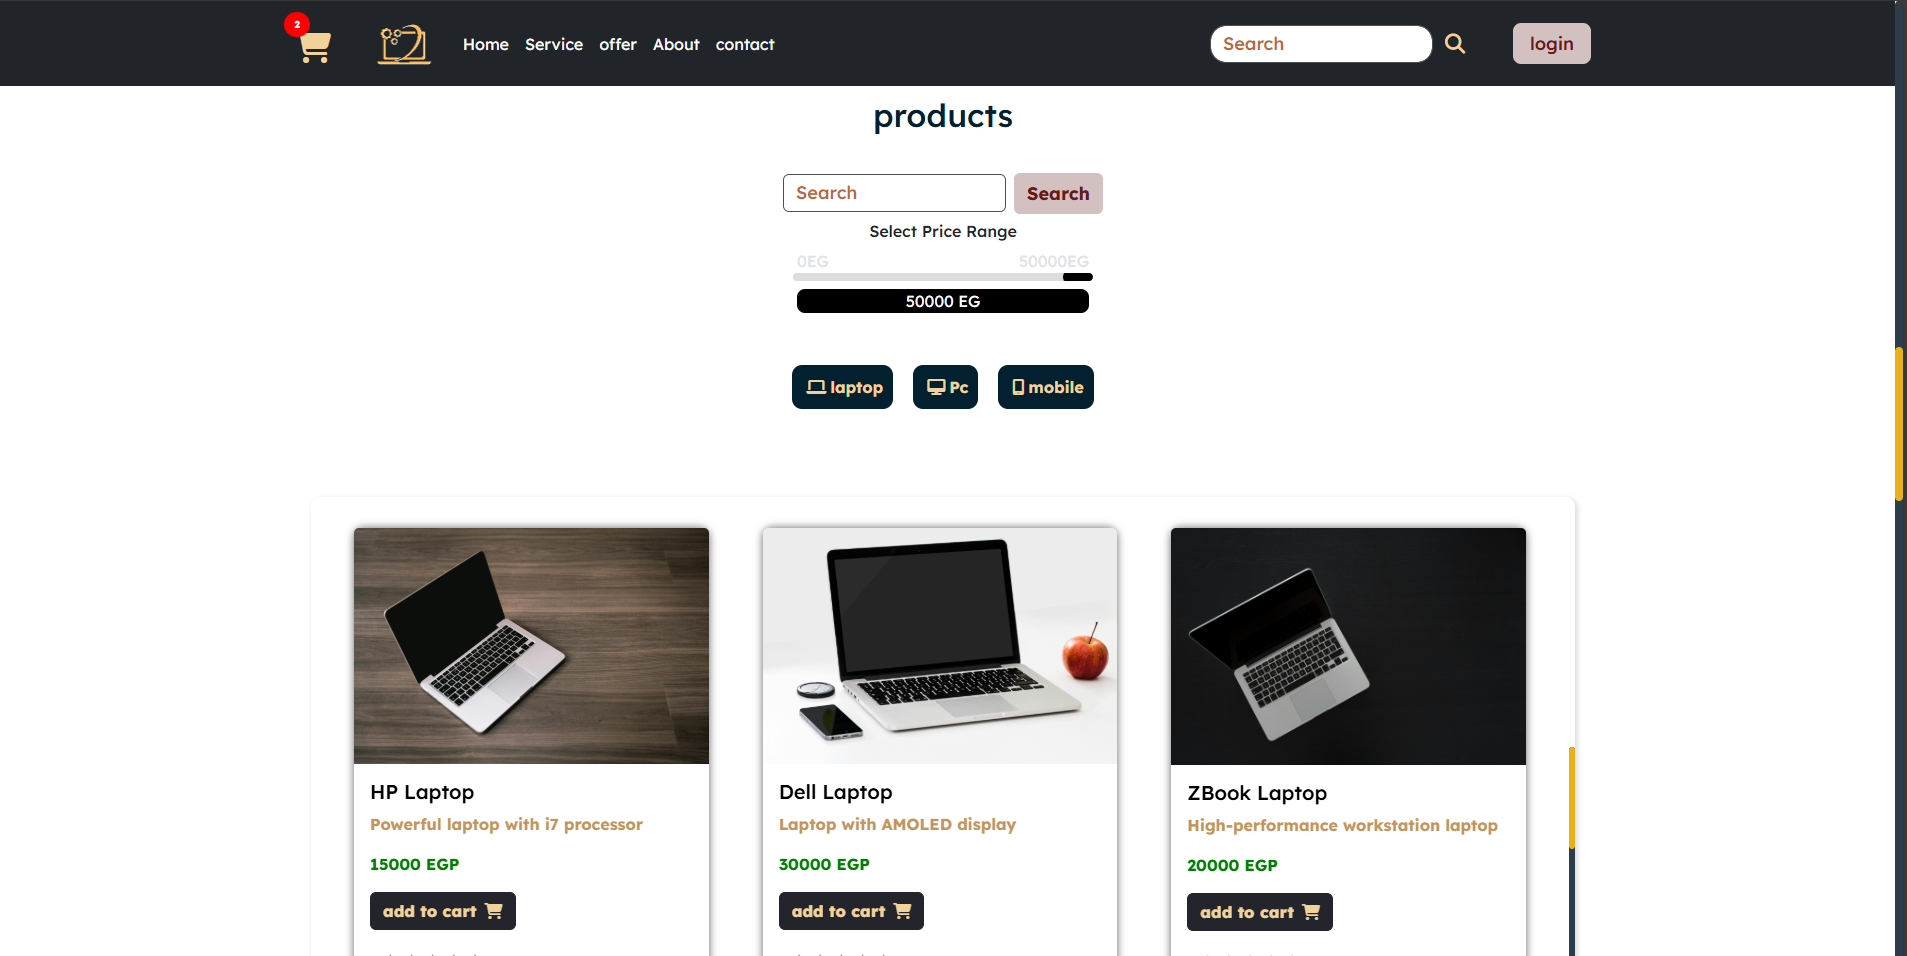 2
Home Service offer About contact
Search
login
products
Search Search
Select Price Range
0EG 50000EG
50000 EG
laptop Pc mobile
HP Laptop
Powerful laptop with i7 processor
15000 EGP
add to cart
Dell Laptop
Laptop with AMOLED display
30000 EGP
add to cart
ZBook Laptop
High-performance workstation laptop
20000 EGP
add to cart